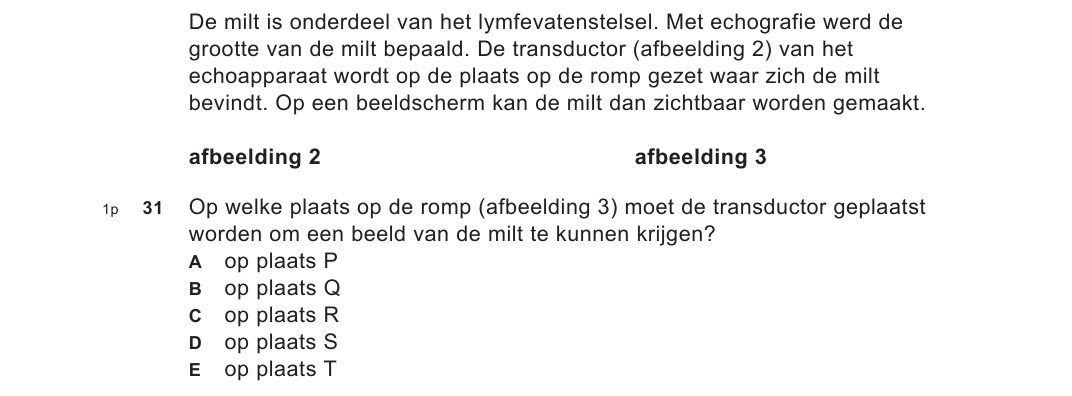 De milt is onderdeel van het lymfevatenstelsel. Met echografie werd de
grootte van de milt bepaald. De transductor (afbeelding 2) van het
echoapparaat wordt op de plaats op de romp gezet waar zich de milt
bevindt. Op een beeldscherm kan de milt dan zichtbaar worden gemaakt.
afbeelding 2 afbeelding 3
1p 31 Op welke plaats op de romp (afbeelding 3) moet de transductor geplaatst
worden om een beeld van de milt te kunnen krijgen?
A op plaats P
B op plaats Q
C op plaats R
D op plaats S
E op plaats T